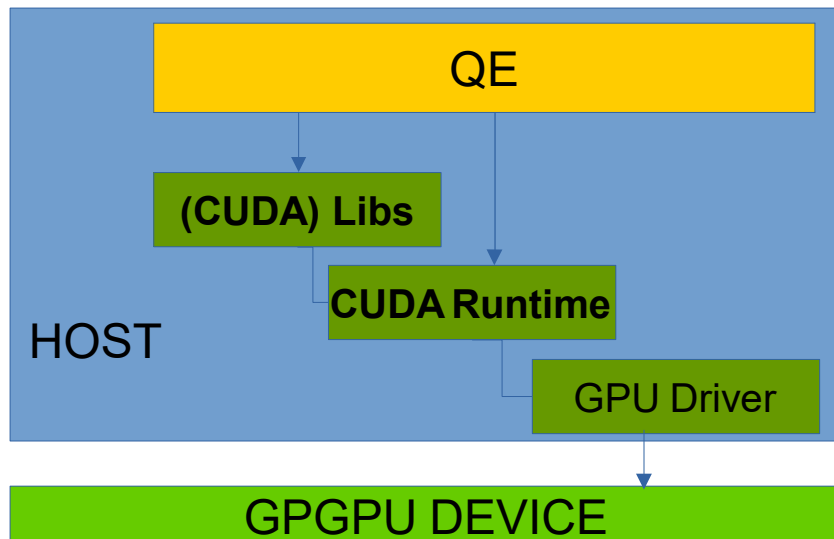 QE
(CUDA) Libs
CUDA Runtime
HOST
GPU Driver
GPGPU DEVICE